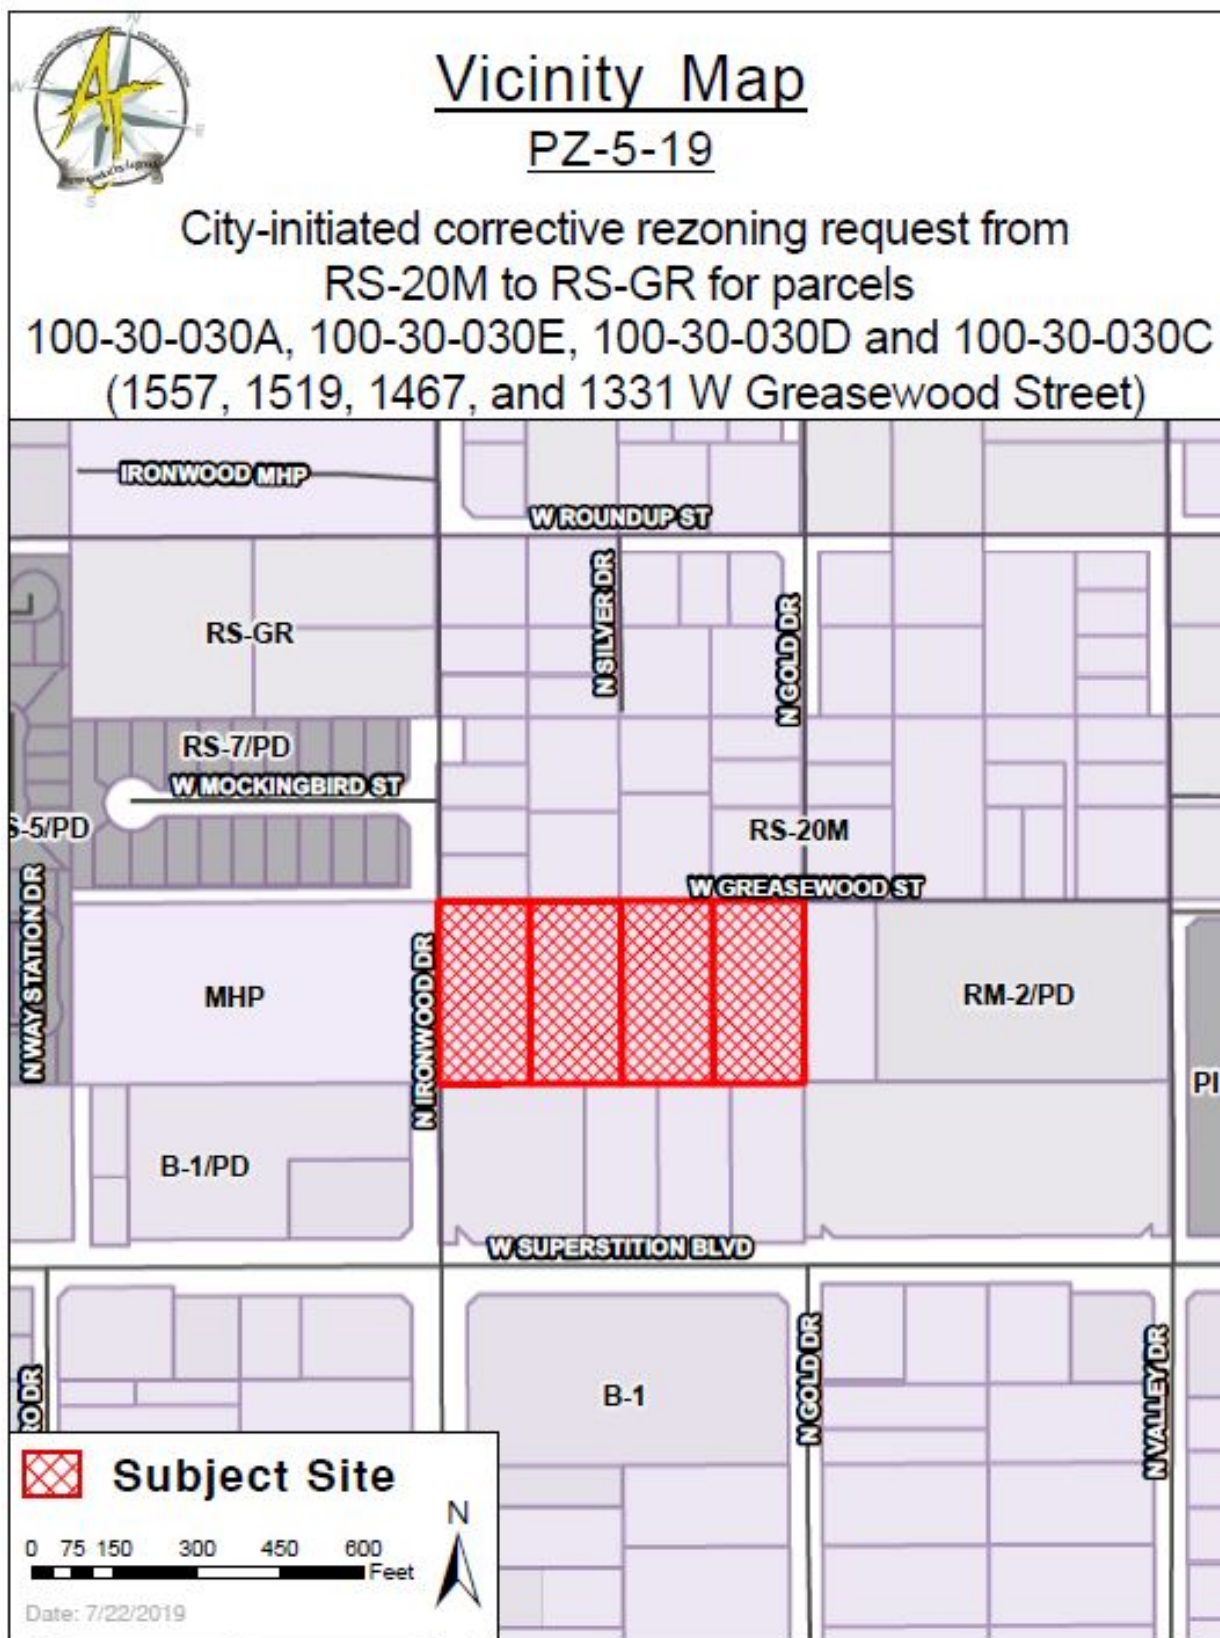 Vicinity Map
PZ-5-19
City-initiated corrective rezoning request from
RS-20M to RS-GR for parcels
100-30-030A, 100-30-030E, 100-30-030D and 100-30-030C
(1557, 1519, 1467, and 1331 W Greasewood Street)
IRONWOOD MHP
W ROUNDUP ST
N SILVER DR
N GOLD DR
RS-GR
RS-7/PD
W MOCKINGBIRD ST
S-5/PD
RS-20M
W GREASEWOOD ST
N WAY STATION DR
MHP
N IRONWOOD DR
RM-2/PD
PI
B-1/PD
W SUPERSTITION BLVD
RO DR
B-1
N GOLD DR
N VALLEY DR
Subject Site
N
0 75 150 300 450 600
Feet
Date: 7/22/2019